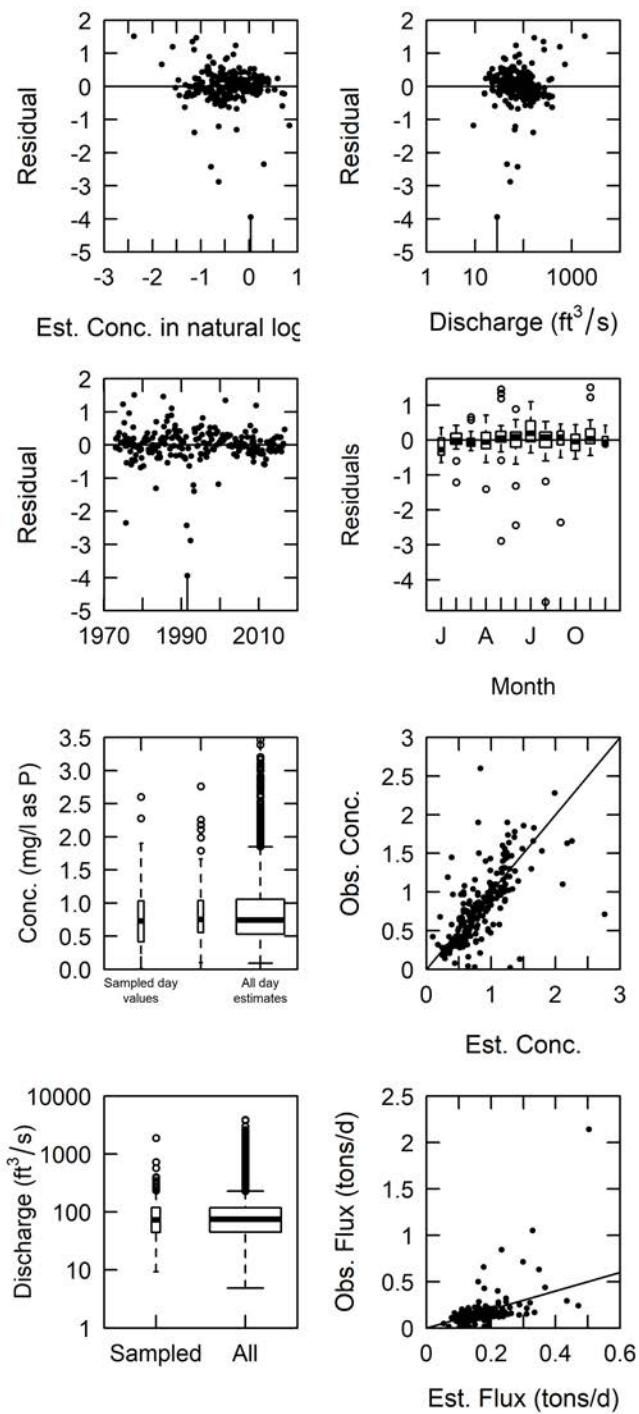 2
1
0
-1
-2
-3
-4
-5
Residual
-3 -2 -1 0 1
Est. Conc. in natural log
2
1
0
-1
-2
-3
-4
-5
Residual
1 10 1000
Discharge (ft³/s)
2
1
0
-1
-2
-3
-4
-5
Residual
1970 1990 2010
1
0
-1
-2
-3
-4
Residuals
J A J O
Month
3.5
3.0
2.5
2.0
1.5
1.0
0.5
0.0
Conc. (mg/l as P)
Sampled day
values
All day
estimates
3
2.5
2
1.5
1
0.5
0
Obs. Conc.
0 1 2 3
Est. Conc.
10000
1000
100
10
1
Discharge (ft³/s)
Sampled All
2.5
2
1.5
1
0.5
0
Obs. Flux (tons/d)
0 0.2 0.4 0.6
Est. Flux (tons/d)